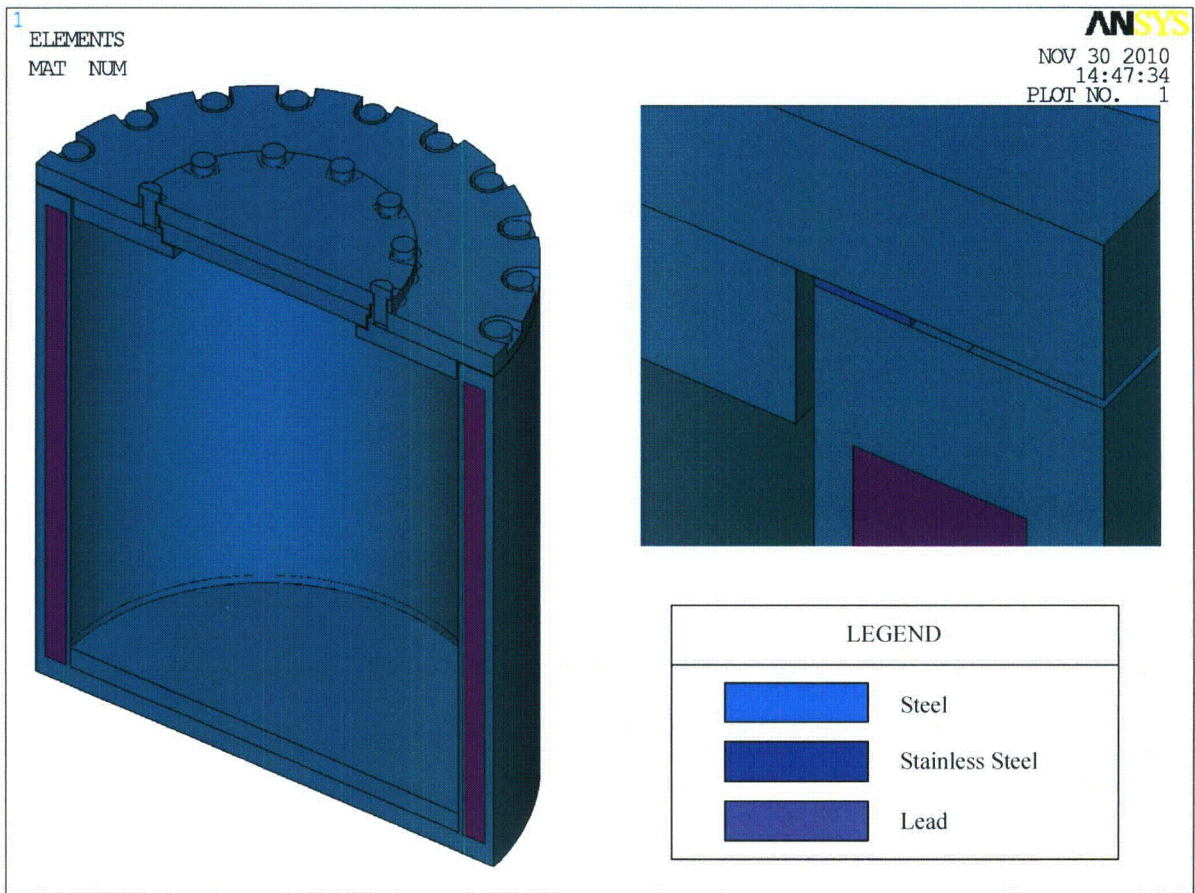 1
ELEMENTS
MAT NUM
ANSYS
NOV 30 2010
14:47:34
PLOT NO. 1
LEGEND
Steel
Stainless Steel
Lead